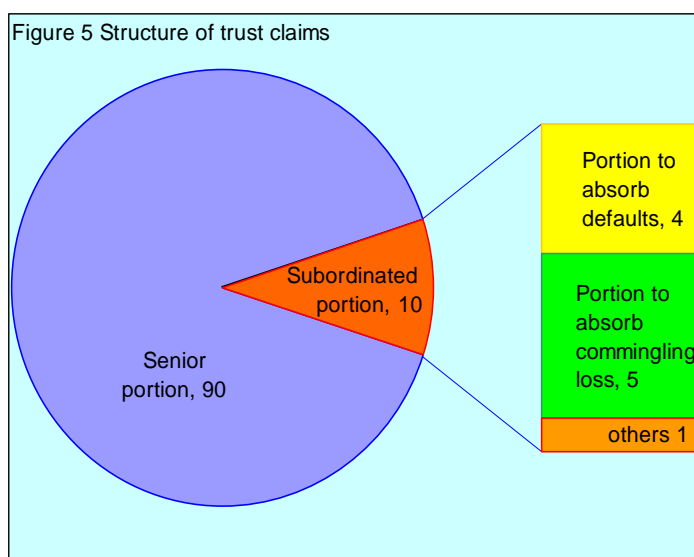 Figure 5 Structure of trust claims
Portion to
absorb
defaults, 4
Subordinated
portion, 10
Portion to
absorb
commingling
loss, 5
Senior
portion, 90
others 1